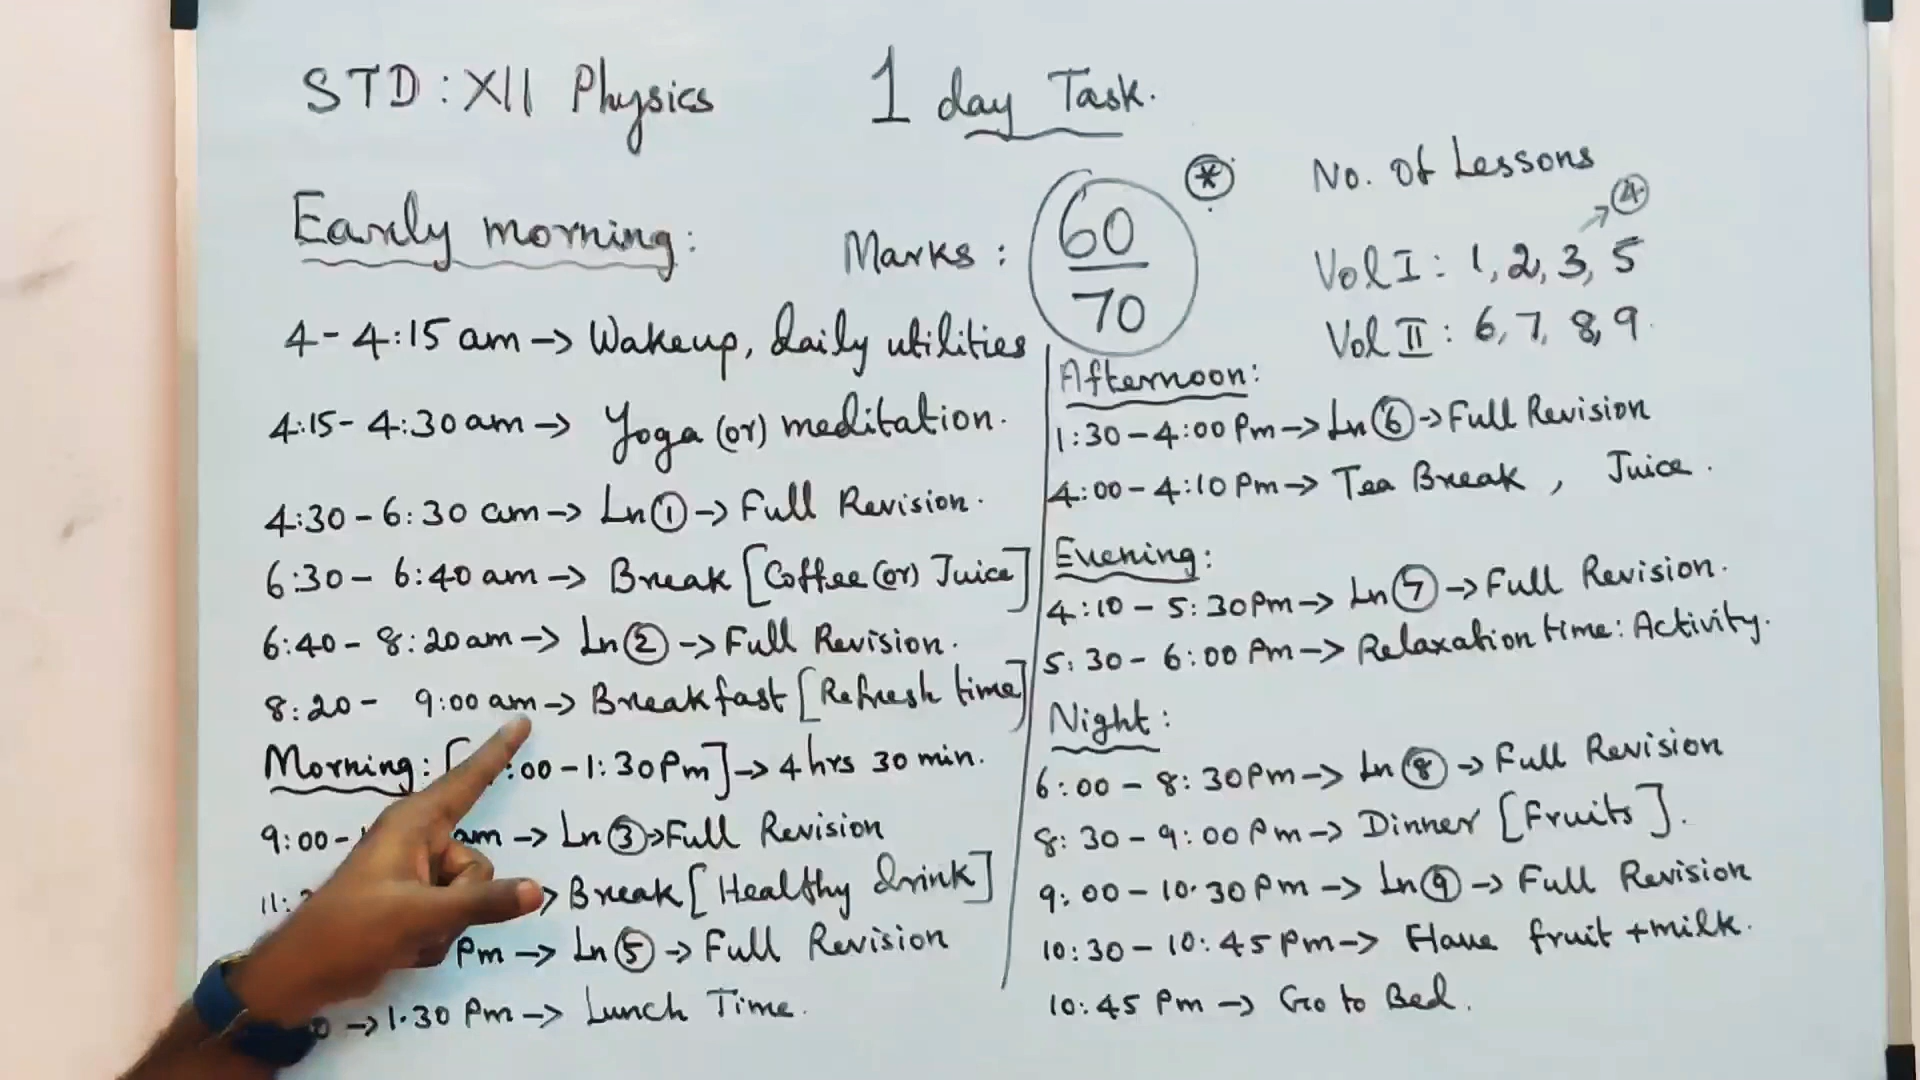 STD : XII Physics 1 day Task.
Early morning:
Marks : 60/70 *
No. Of Lessons
4
Vol I : 1, 2, 3, 5
Vol II : 6, 7, 8, 9.
4 - 4:15 am -> Wakeup, daily utilities
4:15 - 4:30 am -> Yoga (or) meditation.
4:30 - 6:30 am -> Ln ① -> Full Revision.
6:30 - 6:40 am -> Break [Coffee (or) Juice]
6:40 - 8:20 am -> Ln ② -> Full Revision.
8:20 - 9:00 am -> Breakfast [Refresh time]
Morning: [ :00 - 1:30 Pm] -> 4 hrs 30 min.
9:00 - am -> Ln ③ -> Full Revision
11: -> Break [Healthy drink]
Pm -> Ln ⑤ -> Full Revision
-> 1.30 Pm -> Lunch Time.
Afternoon:
1:30 - 4:00 Pm -> Ln ⑥ -> Full Revision
4:00 - 4:10 Pm -> Tea Break , Juice .
Evening:
4:10 - 5:30 Pm -> Ln ⑦ -> Full Revision.
5:30 - 6:00 Pm -> Relaxation time: Activity.
Night:
6:00 - 8:30 Pm -> Ln ⑧ -> Full Revision
8:30 - 9:00 Pm -> Dinner [Fruits].
9:00 - 10.30 Pm -> Ln ⑨ -> Full Revision
10:30 - 10:45 Pm -> Have fruit + milk.
10:45 Pm -> Go to Bed.